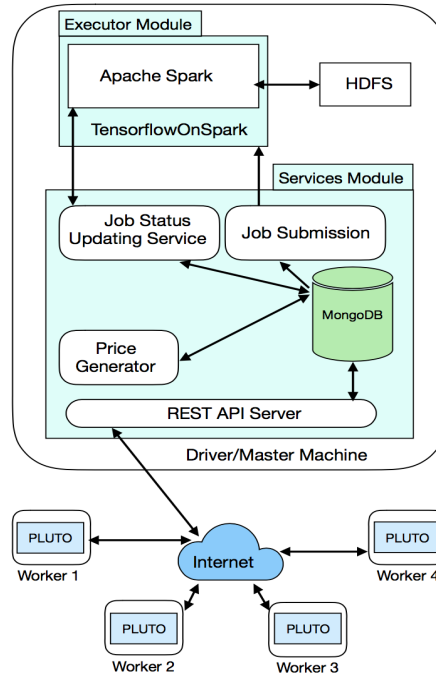 Executor Module
Apache Spark
HDFS
TensorflowOnSpark
Services Module
Job Status
Updating Service
Job Submission
MongoDB
Price
Generator
REST API Server
Driver/Master Machine
PLUTO
Worker 1
Internet
PLUTO
Worker 4
PLUTO
Worker 2
PLUTO
Worker 3